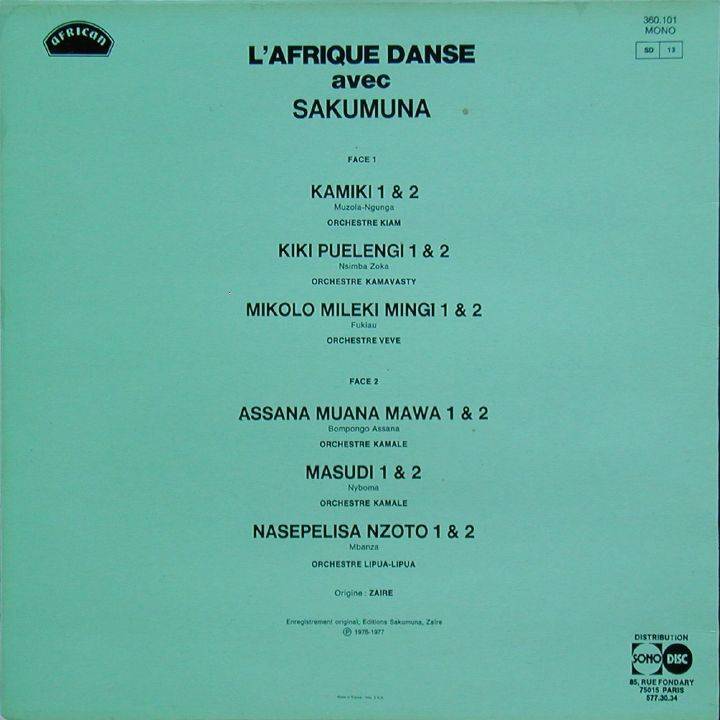 AFRICAN
360.101
MONO
SD 13
L'AFRIQUE DANSE
avec
SAKUMUNA
FACE 1
KAMIKI 1 & 2
Muzola-Ngunga
ORCHESTRE KIAM
KIKI PUELENGI 1 & 2
Nsimba Zoka
ORCHESTRE KAMAVASTY
MIKOLO MILEKI MINGI 1 & 2
Fukiau
ORCHESTRE VEVE
FACE 2
ASSANA MUANA MAWA 1 & 2
Bompongo Assana
ORCHESTRE KAMALE
MASUDI 1 & 2
Nyboma
ORCHESTRE KAMALE
NASEPELISA NZOTO 1 & 2
Mbanza
ORCHESTRE LIPUA-LIPUA
Origine : ZAIRE
Enregistrement original, Editions Sakumuna, Zaire
℗ 1976-1977
DISTRIBUTION
SONO DISC
85, RUE FONDARY
75015 PARIS
577.30.34